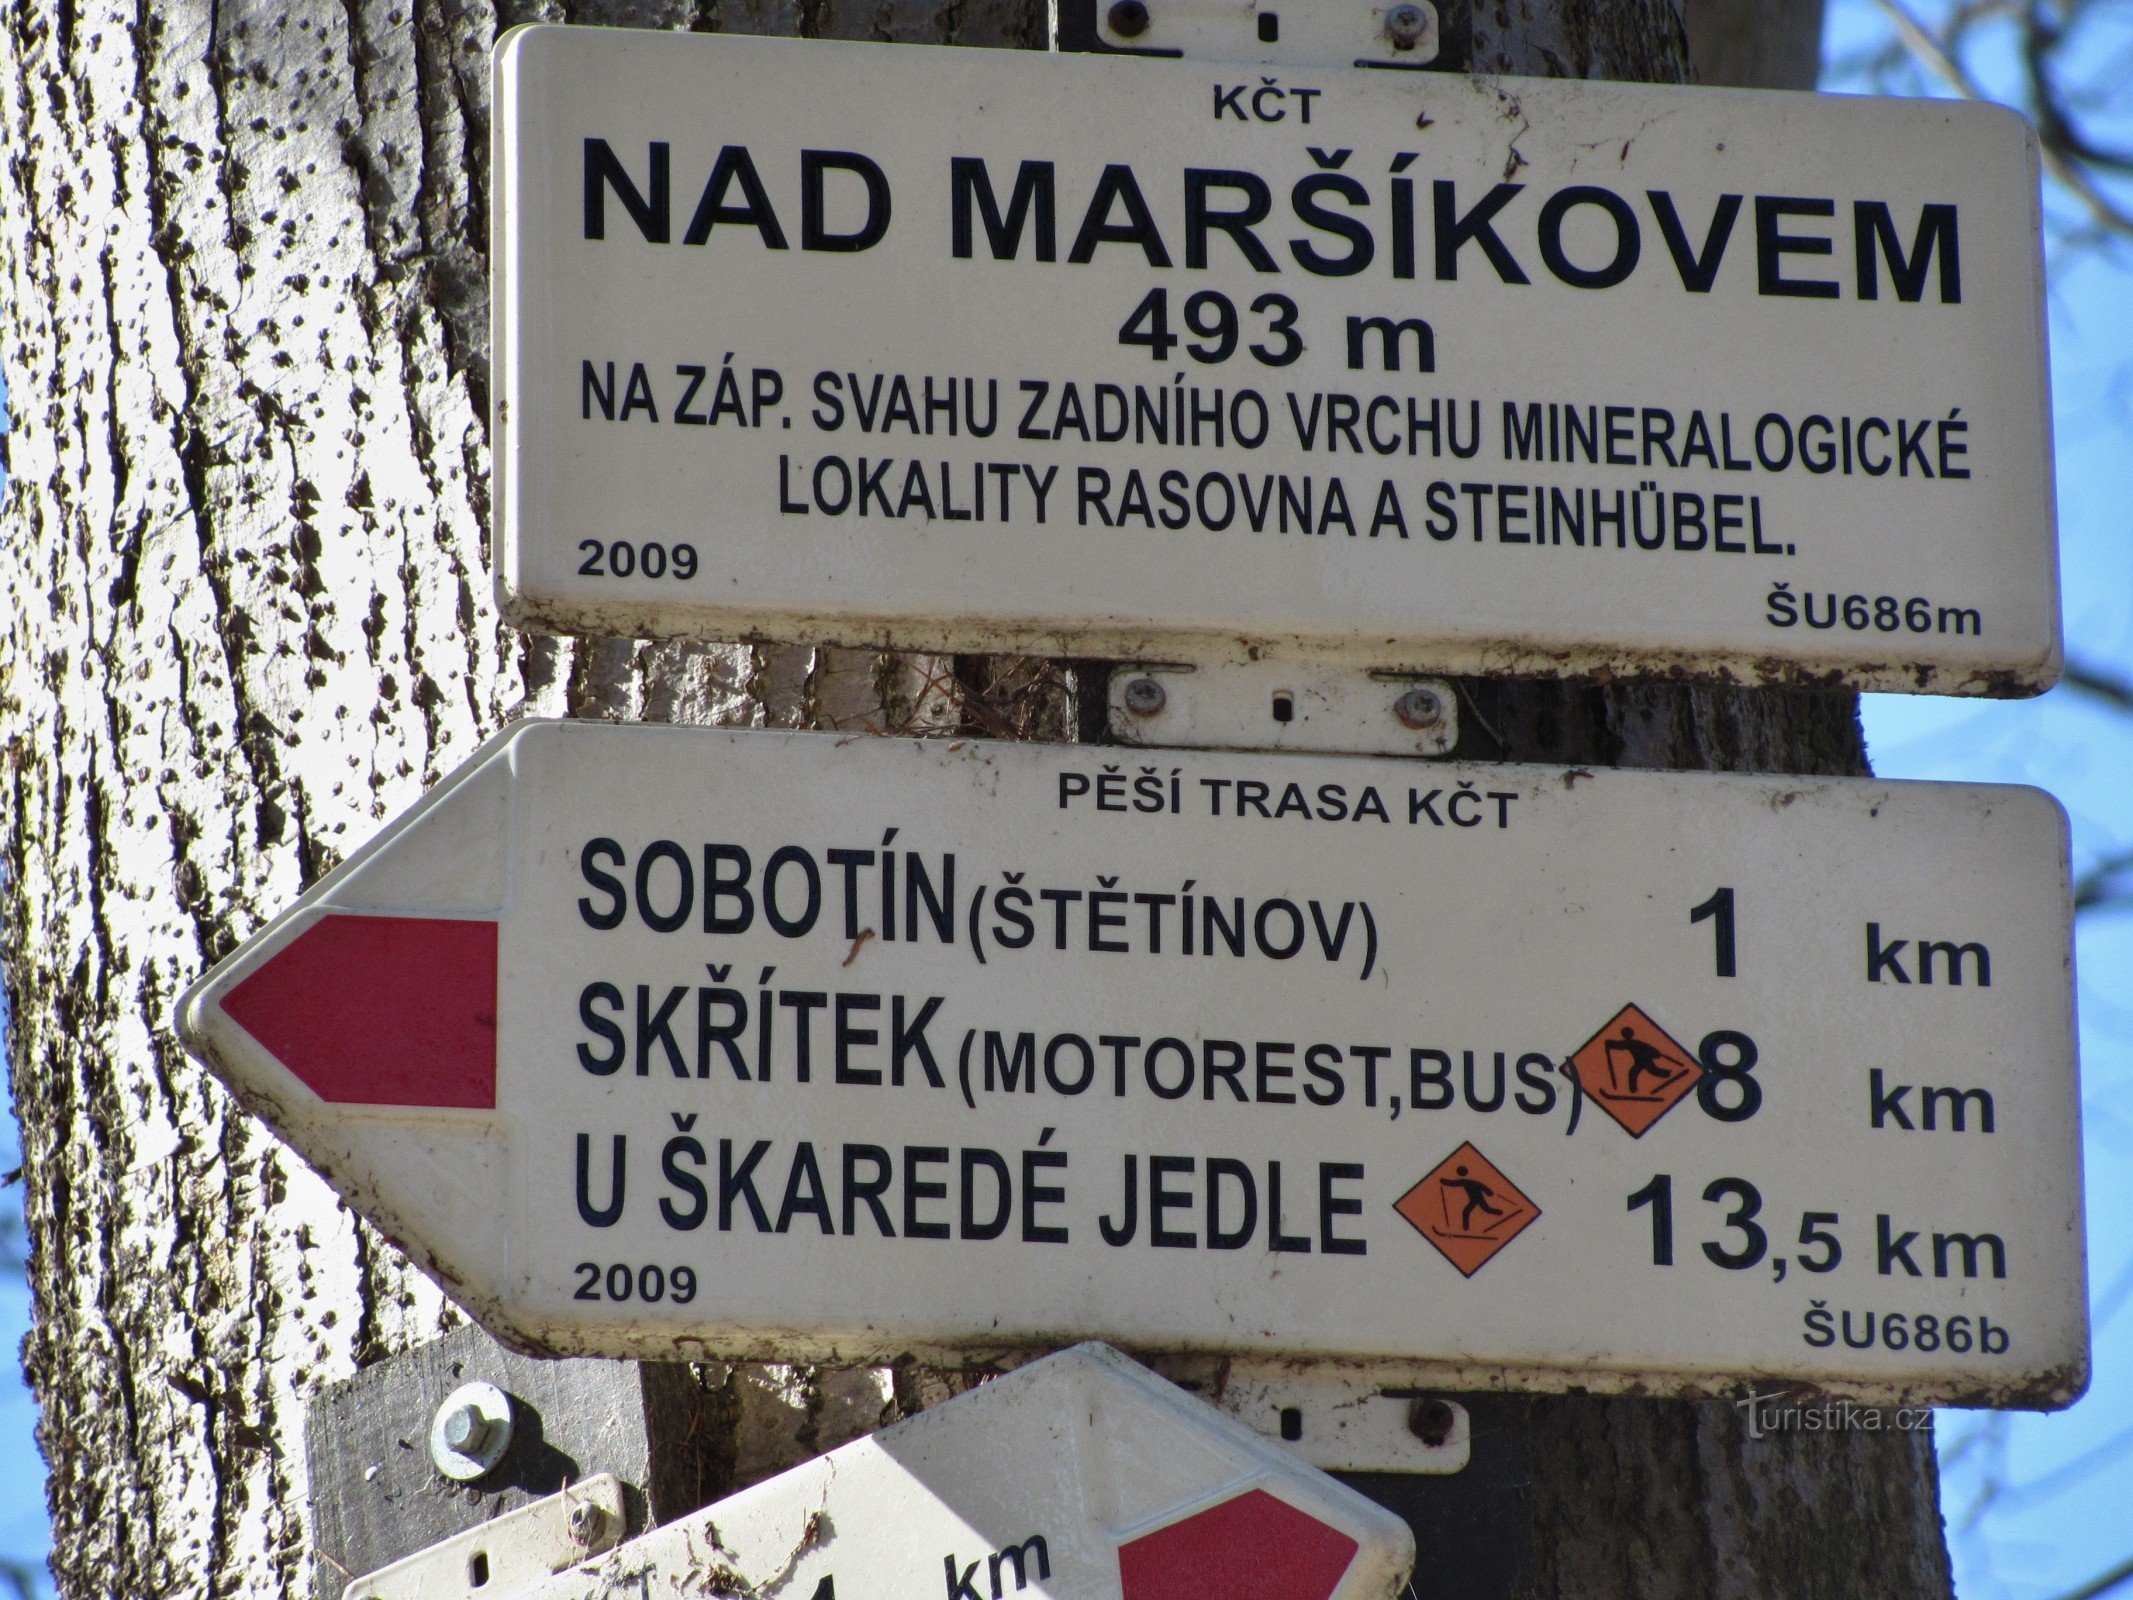 KČT
NAD MARŠÍKOVEM
493 m
NA ZÁP. SVAHU ZADNÍHO VRCHU MINERALOGICKÉ
LOKALITY RASOVNA A STEINHÜBEL.
2009
ŠU686m
PĚŠÍ TRASA KČT
SOBOTÍN (ŠTĚTÍNOV) 1 km
SKŘÍTEK (MOTOREST,BUS) 8 km
U ŠKAREDÉ JEDLE 13,5 km
2009
ŠU686b
Turistika.cz
km